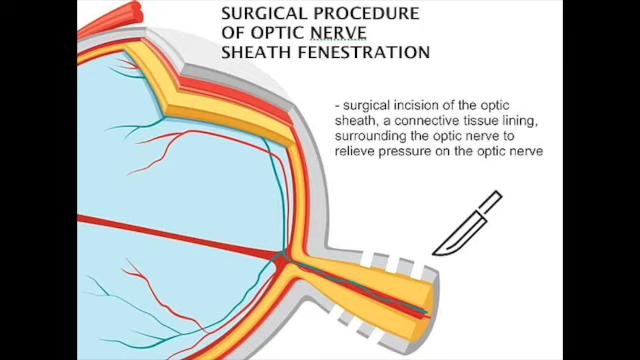 SURGICAL PROCEDURE
OF OPTIC NERVE
SHEATH FENESTRATION
- surgical incision of the optic
sheath, a connective tissue lining,
surrounding the optic nerve to
relieve pressure on the optic nerve